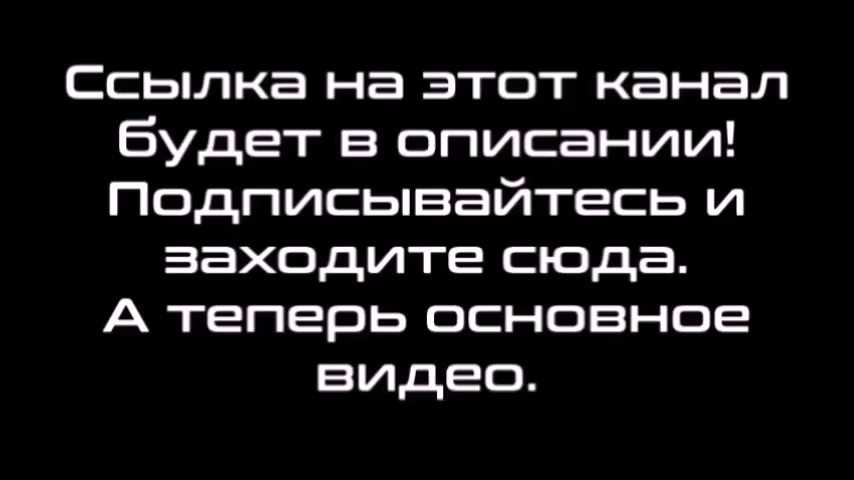 Ссылка на этот канал
будет в описании!
Подписывайтесь и
заходите сюда.
А теперь основное
видео.